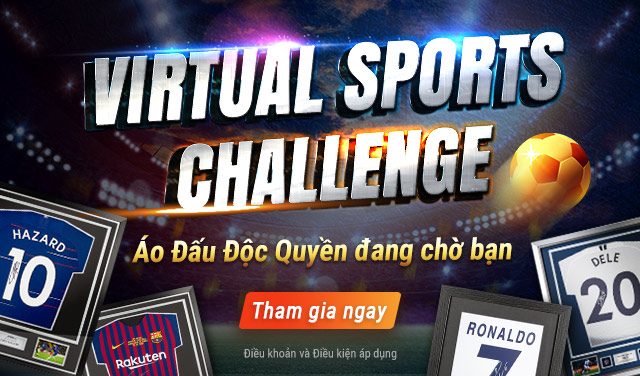 VIRTUAL SPORTS
CHALLENGE
Áo Đấu Độc Quyền đang chờ bạn
HAZARD
10
DELE
20
Tham gia ngay
RONALDO
7
Rakuten
Điều khoản và Điều kiện áp dụng